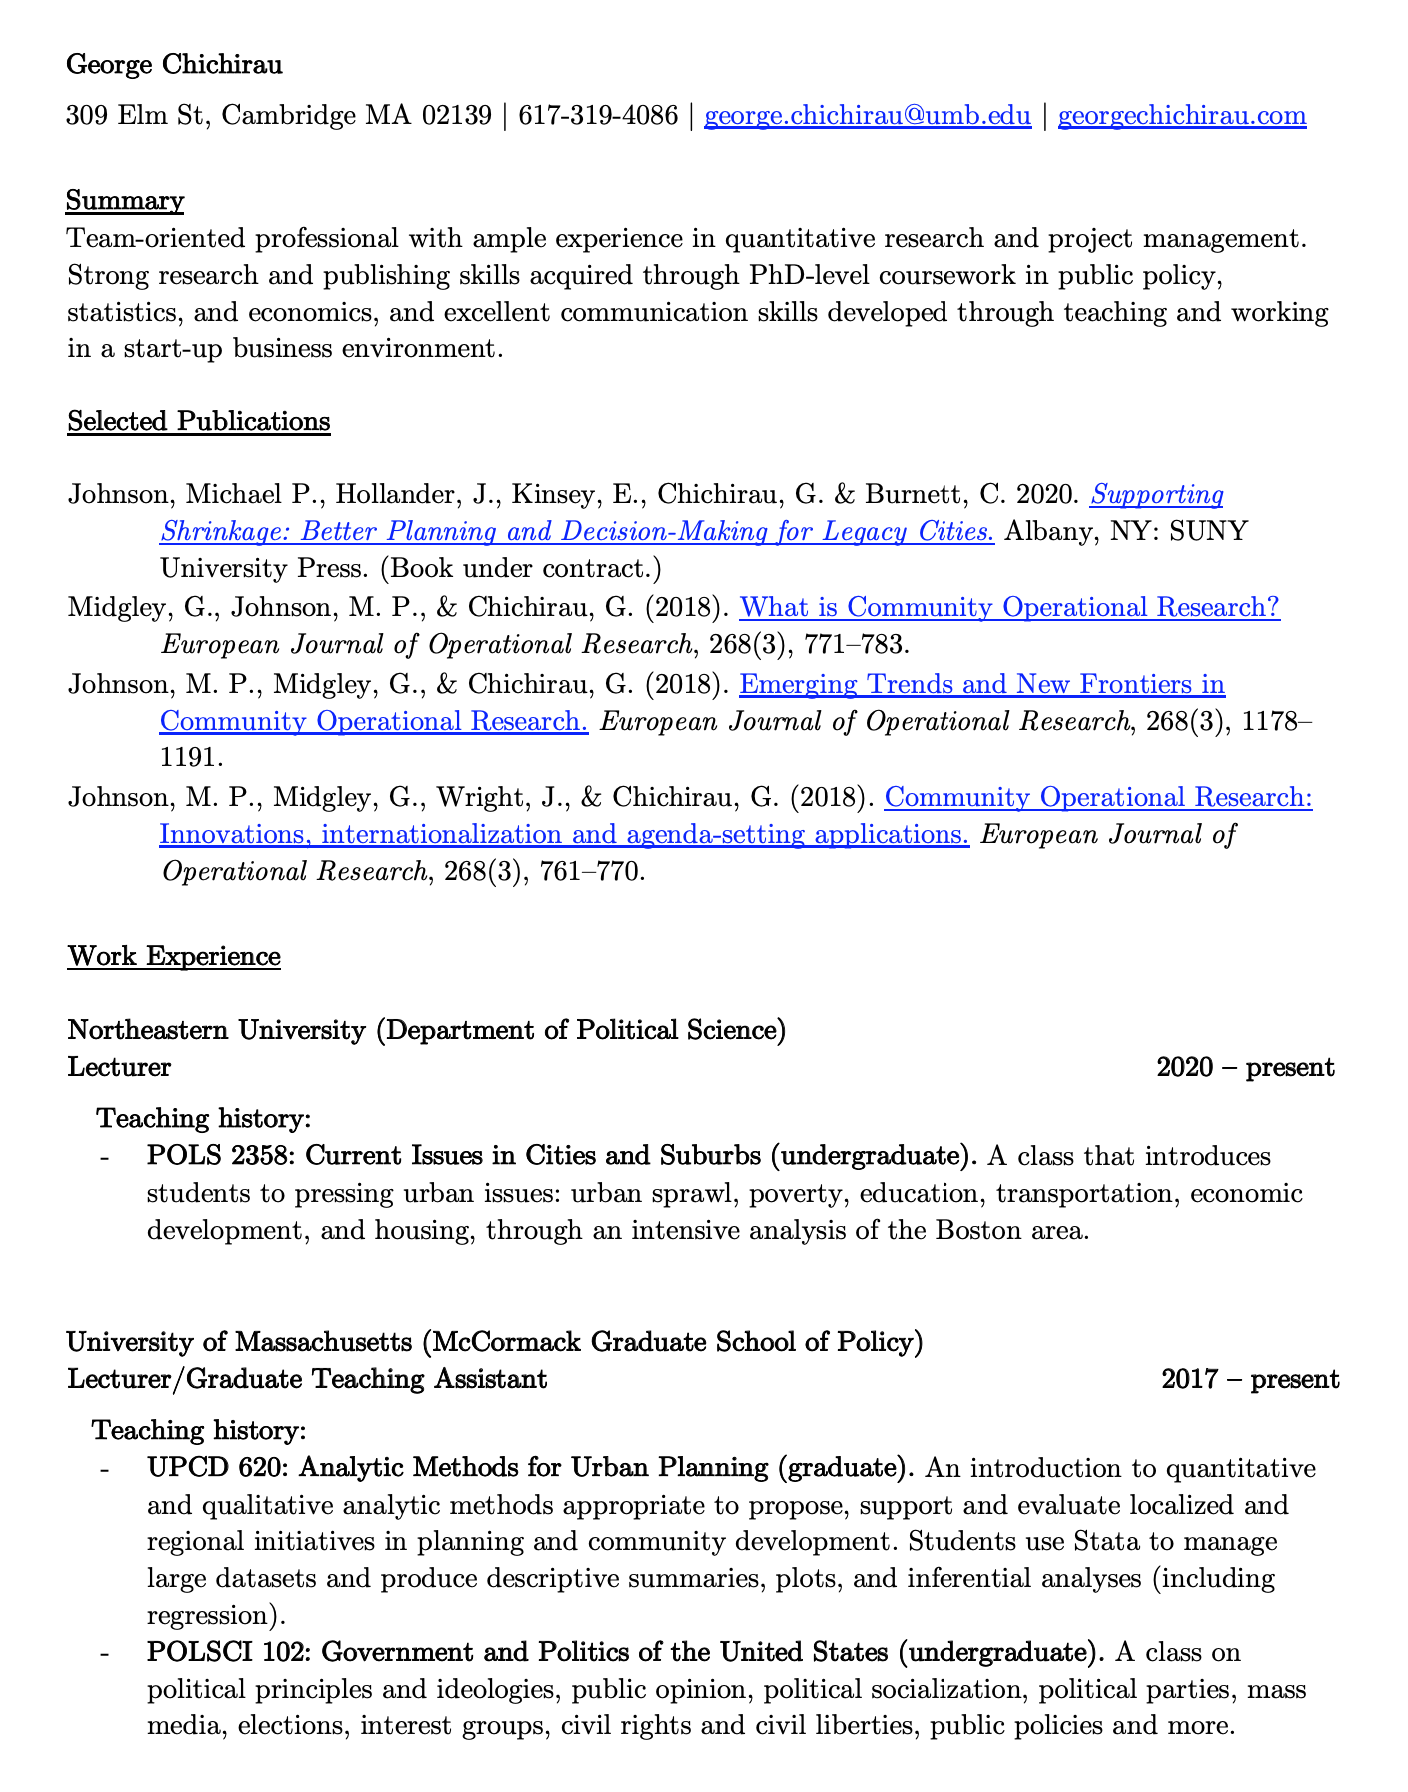 George Chichirau
309 Elm St, Cambridge MA 02139 | 617-319-4086 | george.chichirau@umb.edu | georgechichirau.com
Summary
Team-oriented professional with ample experience in quantitative research and project management.
Strong research and publishing skills acquired through PhD-level coursework in public policy,
statistics, and economics, and excellent communication skills developed through teaching and working
in a start-up business environment.
Selected Publications
Johnson, Michael P., Hollander, J., Kinsey, E., Chichirau, G. & Burnett, C. 2020. Supporting
Shrinkage: Better Planning and Decision-Making for Legacy Cities. Albany, NY: SUNY
University Press. (Book under contract.)
Midgley, G., Johnson, M. P., & Chichirau, G. (2018). What is Community Operational Research?
European Journal of Operational Research, 268(3), 771–783.
Johnson, M. P., Midgley, G., & Chichirau, G. (2018). Emerging Trends and New Frontiers in
Community Operational Research. European Journal of Operational Research, 268(3), 1178–
1191.
Johnson, M. P., Midgley, G., Wright, J., & Chichirau, G. (2018). Community Operational Research:
Innovations, internationalization and agenda-setting applications. European Journal of
Operational Research, 268(3), 761–770.
Work Experience
Northeastern University (Department of Political Science)
Lecturer 2020 – present
Teaching history:
- POLS 2358: Current Issues in Cities and Suburbs (undergraduate). A class that introduces
students to pressing urban issues: urban sprawl, poverty, education, transportation, economic
development, and housing, through an intensive analysis of the Boston area.
University of Massachusetts (McCormack Graduate School of Policy)
Lecturer/Graduate Teaching Assistant 2017 – present
Teaching history:
- UPCD 620: Analytic Methods for Urban Planning (graduate). An introduction to quantitative
and qualitative analytic methods appropriate to propose, support and evaluate localized and
regional initiatives in planning and community development. Students use Stata to manage
large datasets and produce descriptive summaries, plots, and inferential analyses (including
regression).
- POLSCI 102: Government and Politics of the United States (undergraduate). A class on
political principles and ideologies, public opinion, political socialization, political parties, mass
media, elections, interest groups, civil rights and civil liberties, public policies and more.